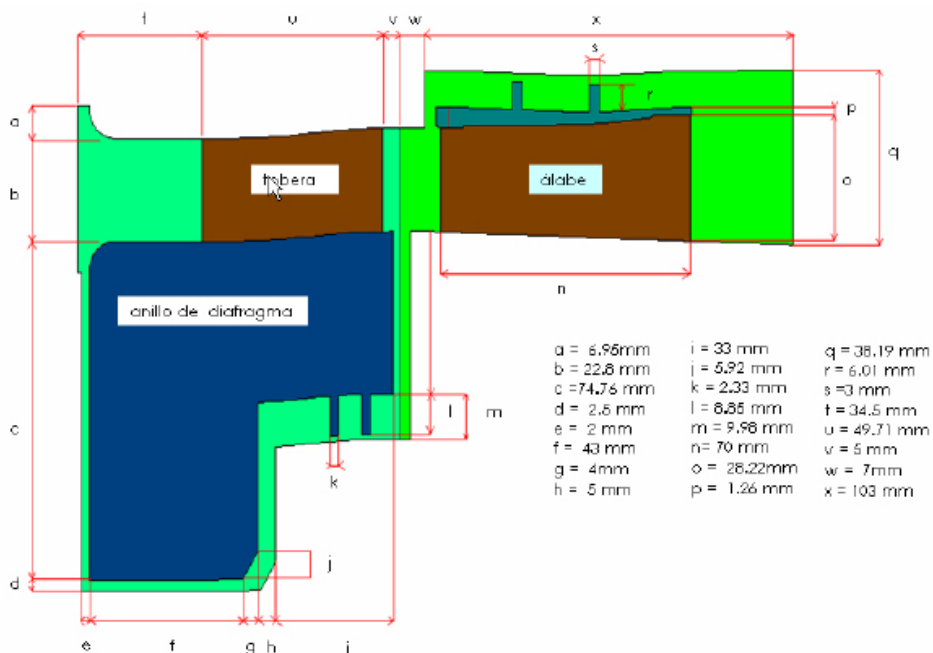 t
u
v
w
x
s
r
a
p
q
b
tobera
álabe
o
n
anillo de diafragma
c
l
m
k
j
d
e
f
g
h
i
a = 6.95mm
b = 22.8 mm
c =74.76 mm
d = 2.5 mm
e = 2 mm
f = 43 mm
g = 4mm
h = 5 mm
i = 33 mm
j = 5.92 mm
k = 2.33 mm
l = 8.85 mm
m = 9.98 mm
n= 70 mm
o = 28.22mm
p = 1.26 mm
q = 38.19 mm
r = 6.01 mm
s =3 mm
t = 34.5 mm
u = 49.71 mm
v = 5 mm
w = 7mm
x = 103 mm